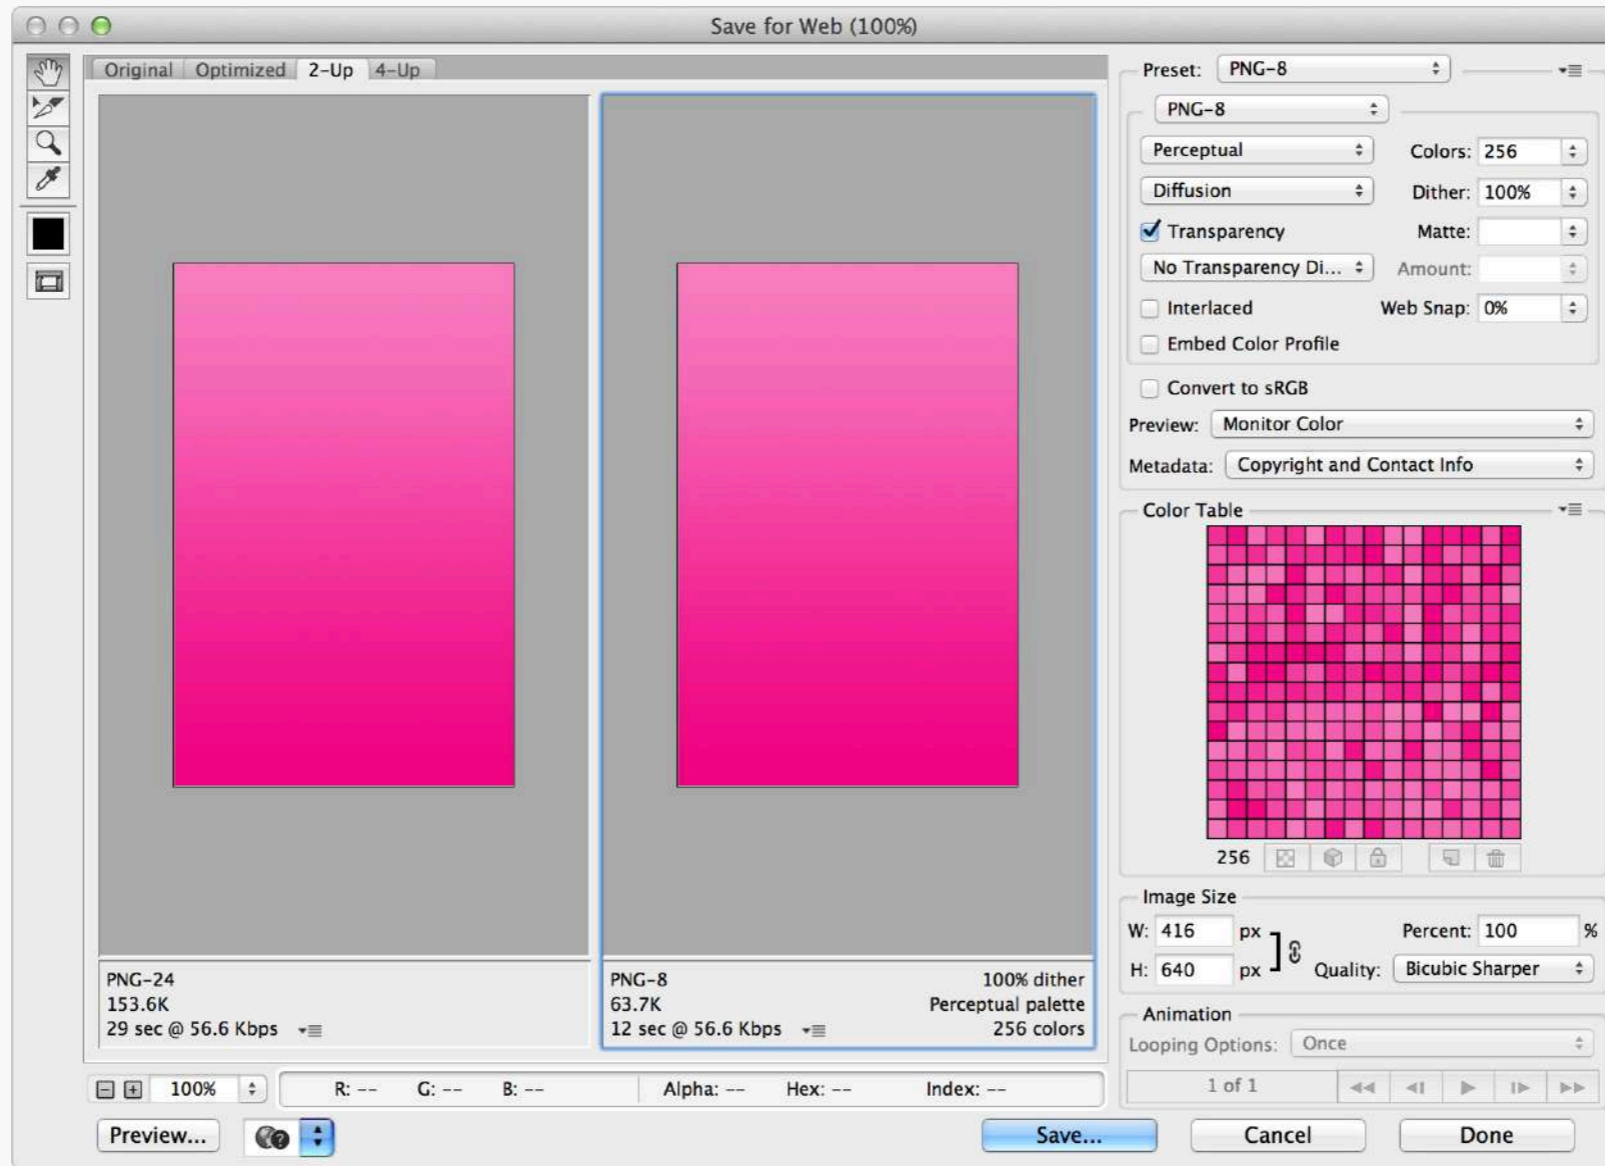 Save for Web (100%)
Original Optimized 2-Up 4-Up
PNG-24
153.6K
29 sec @ 56.6 Kbps
PNG-8 100% dither
63.7K Perceptual palette
12 sec @ 56.6 Kbps 256 colors
100% R: -- G: -- B: -- Alpha: -- Hex: -- Index: --
Preview...
Preset: PNG-8
PNG-8
Perceptual Colors: 256
Diffusion Dither: 100%
Transparency Matte:
No Transparency Di... Amount:
Interlaced Web Snap: 0%
Embed Color Profile
Convert to sRGB
Preview: Monitor Color
Metadata: Copyright and Contact Info
Color Table
256
Image Size
W: 416 px Percent: 100 %
H: 640 px Quality: Bicubic Sharper
Animation
Looping Options: Once
1 of 1
Save... Cancel Done